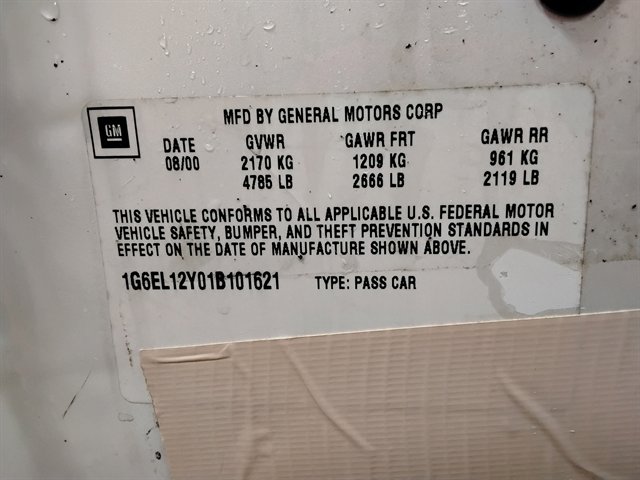 MFD BY GENERAL MOTORS CORP
GM
DATE GVWR GAWR FRT GAWR RR
08/00 2170 KG 1209 KG 961 KG
4785 LB 2666 LB 2119 LB
THIS VEHICLE CONFORMS TO ALL APPLICABLE U.S. FEDERAL MOTOR
VEHICLE SAFETY, BUMPER, AND THEFT PREVENTION STANDARDS IN
EFFECT ON THE DATE OF MANUFACTURE SHOWN ABOVE.
1G6EL12Y01B101621 TYPE: PASS CAR